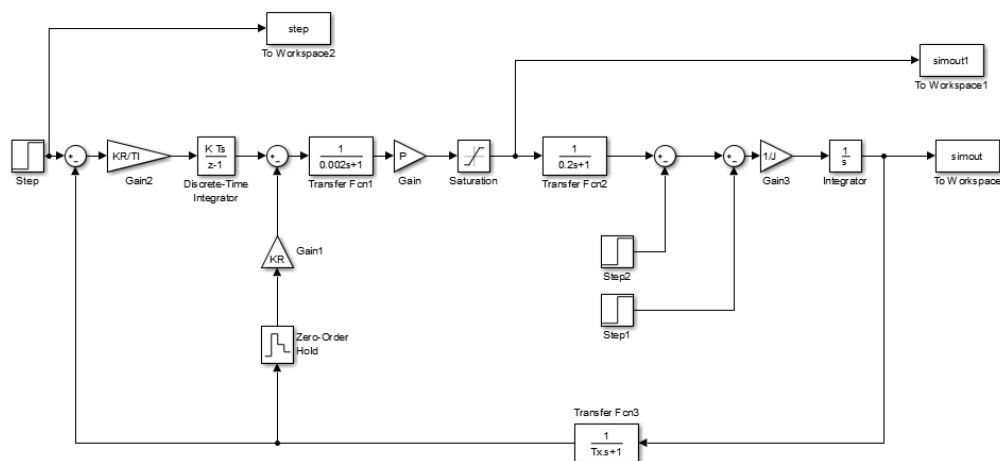 step
To Workspace2
simout1
To Workspace1
+
-
Step
KR/TI
Gain2
K Ts
z-1
Discrete-Time
Integrator
+
-
1
0.002s+1
Transfer Fcn1
P
Gain
Saturation
1
0.2s+1
Transfer Fcn2
+
-
+
-
1/J
Gain3
1
s
Integrator
simout
To Workspace
KR
Gain1
Step2
Step1
Zero-Order
Hold
Transfer Fcn3
1
Tx.s+1